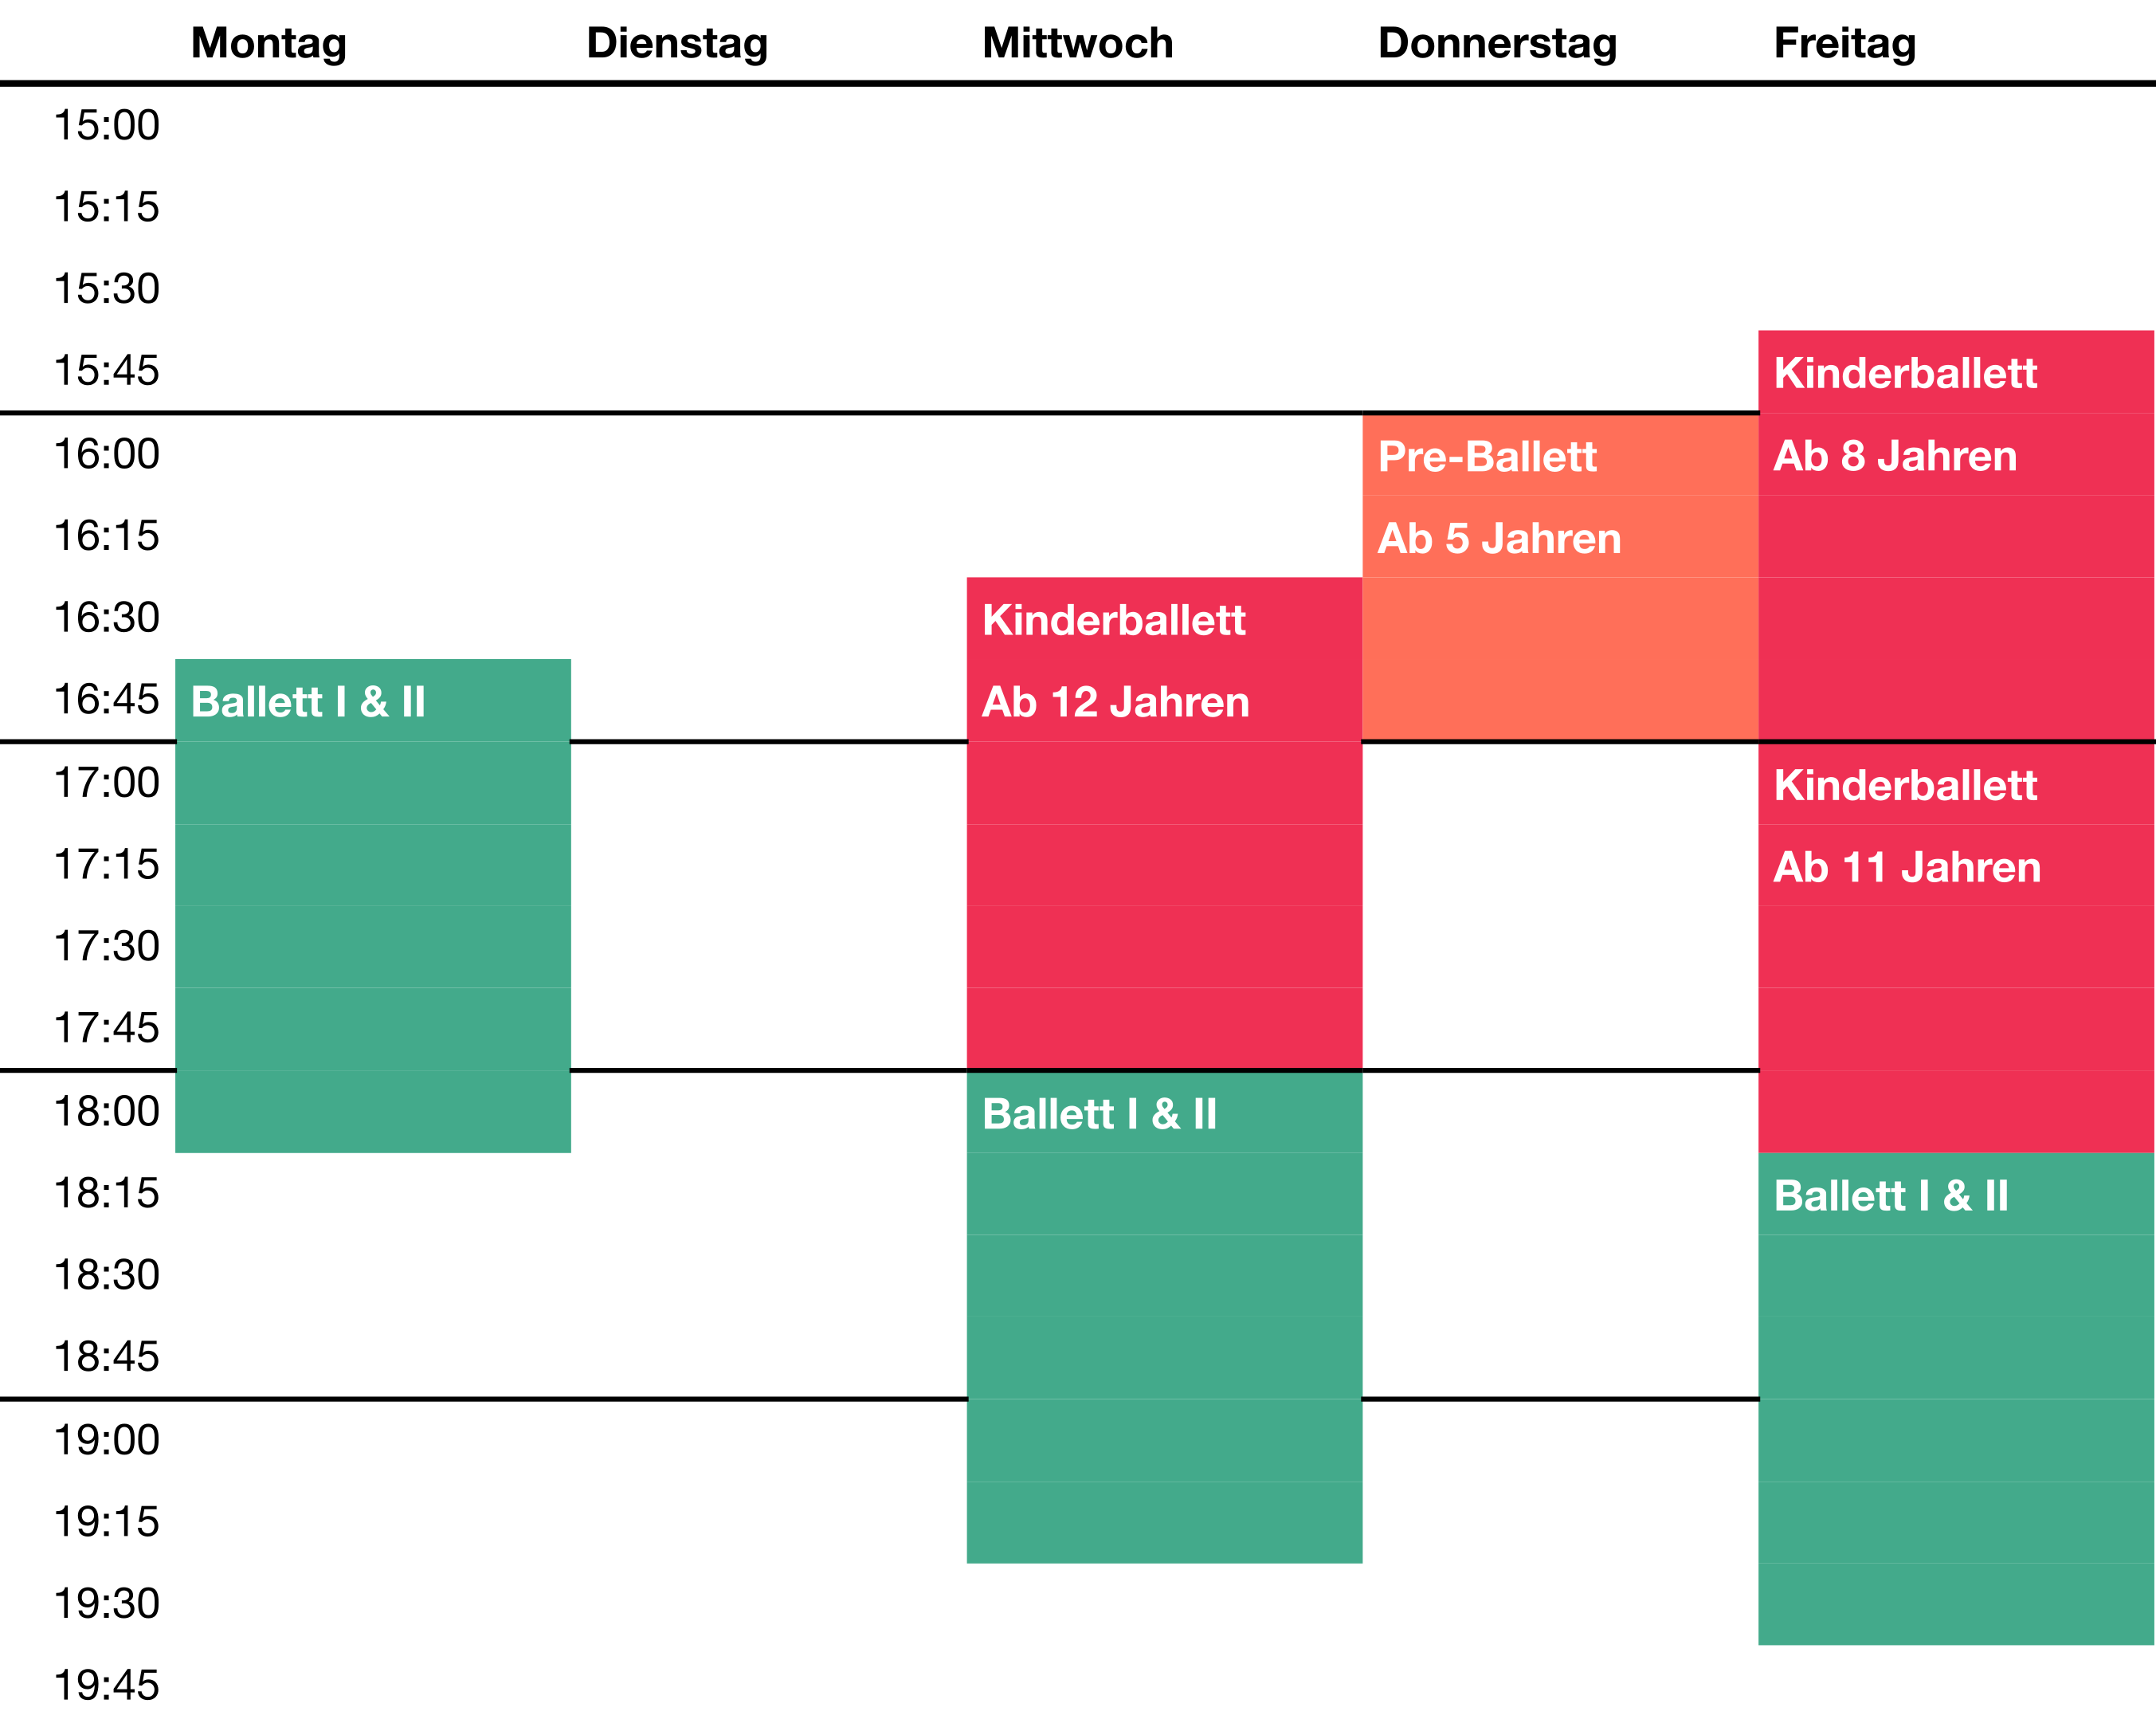 Montag Dienstag Mittwoch Donnerstag Freitag
15:00
15:15
15:30
15:45 Kinderballett
16:00 Pre-Ballett Ab 8 Jahren
16:15 Ab 5 Jahren
16:30 Kinderballett
16:45 Ballett I & II Ab 12 Jahren
17:00 Kinderballett
17:15 Ab 11 Jahren
17:30
17:45
18:00 Ballett I & II
18:15 Ballett I & II
18:30
18:45
19:00
19:15
19:30
19:45